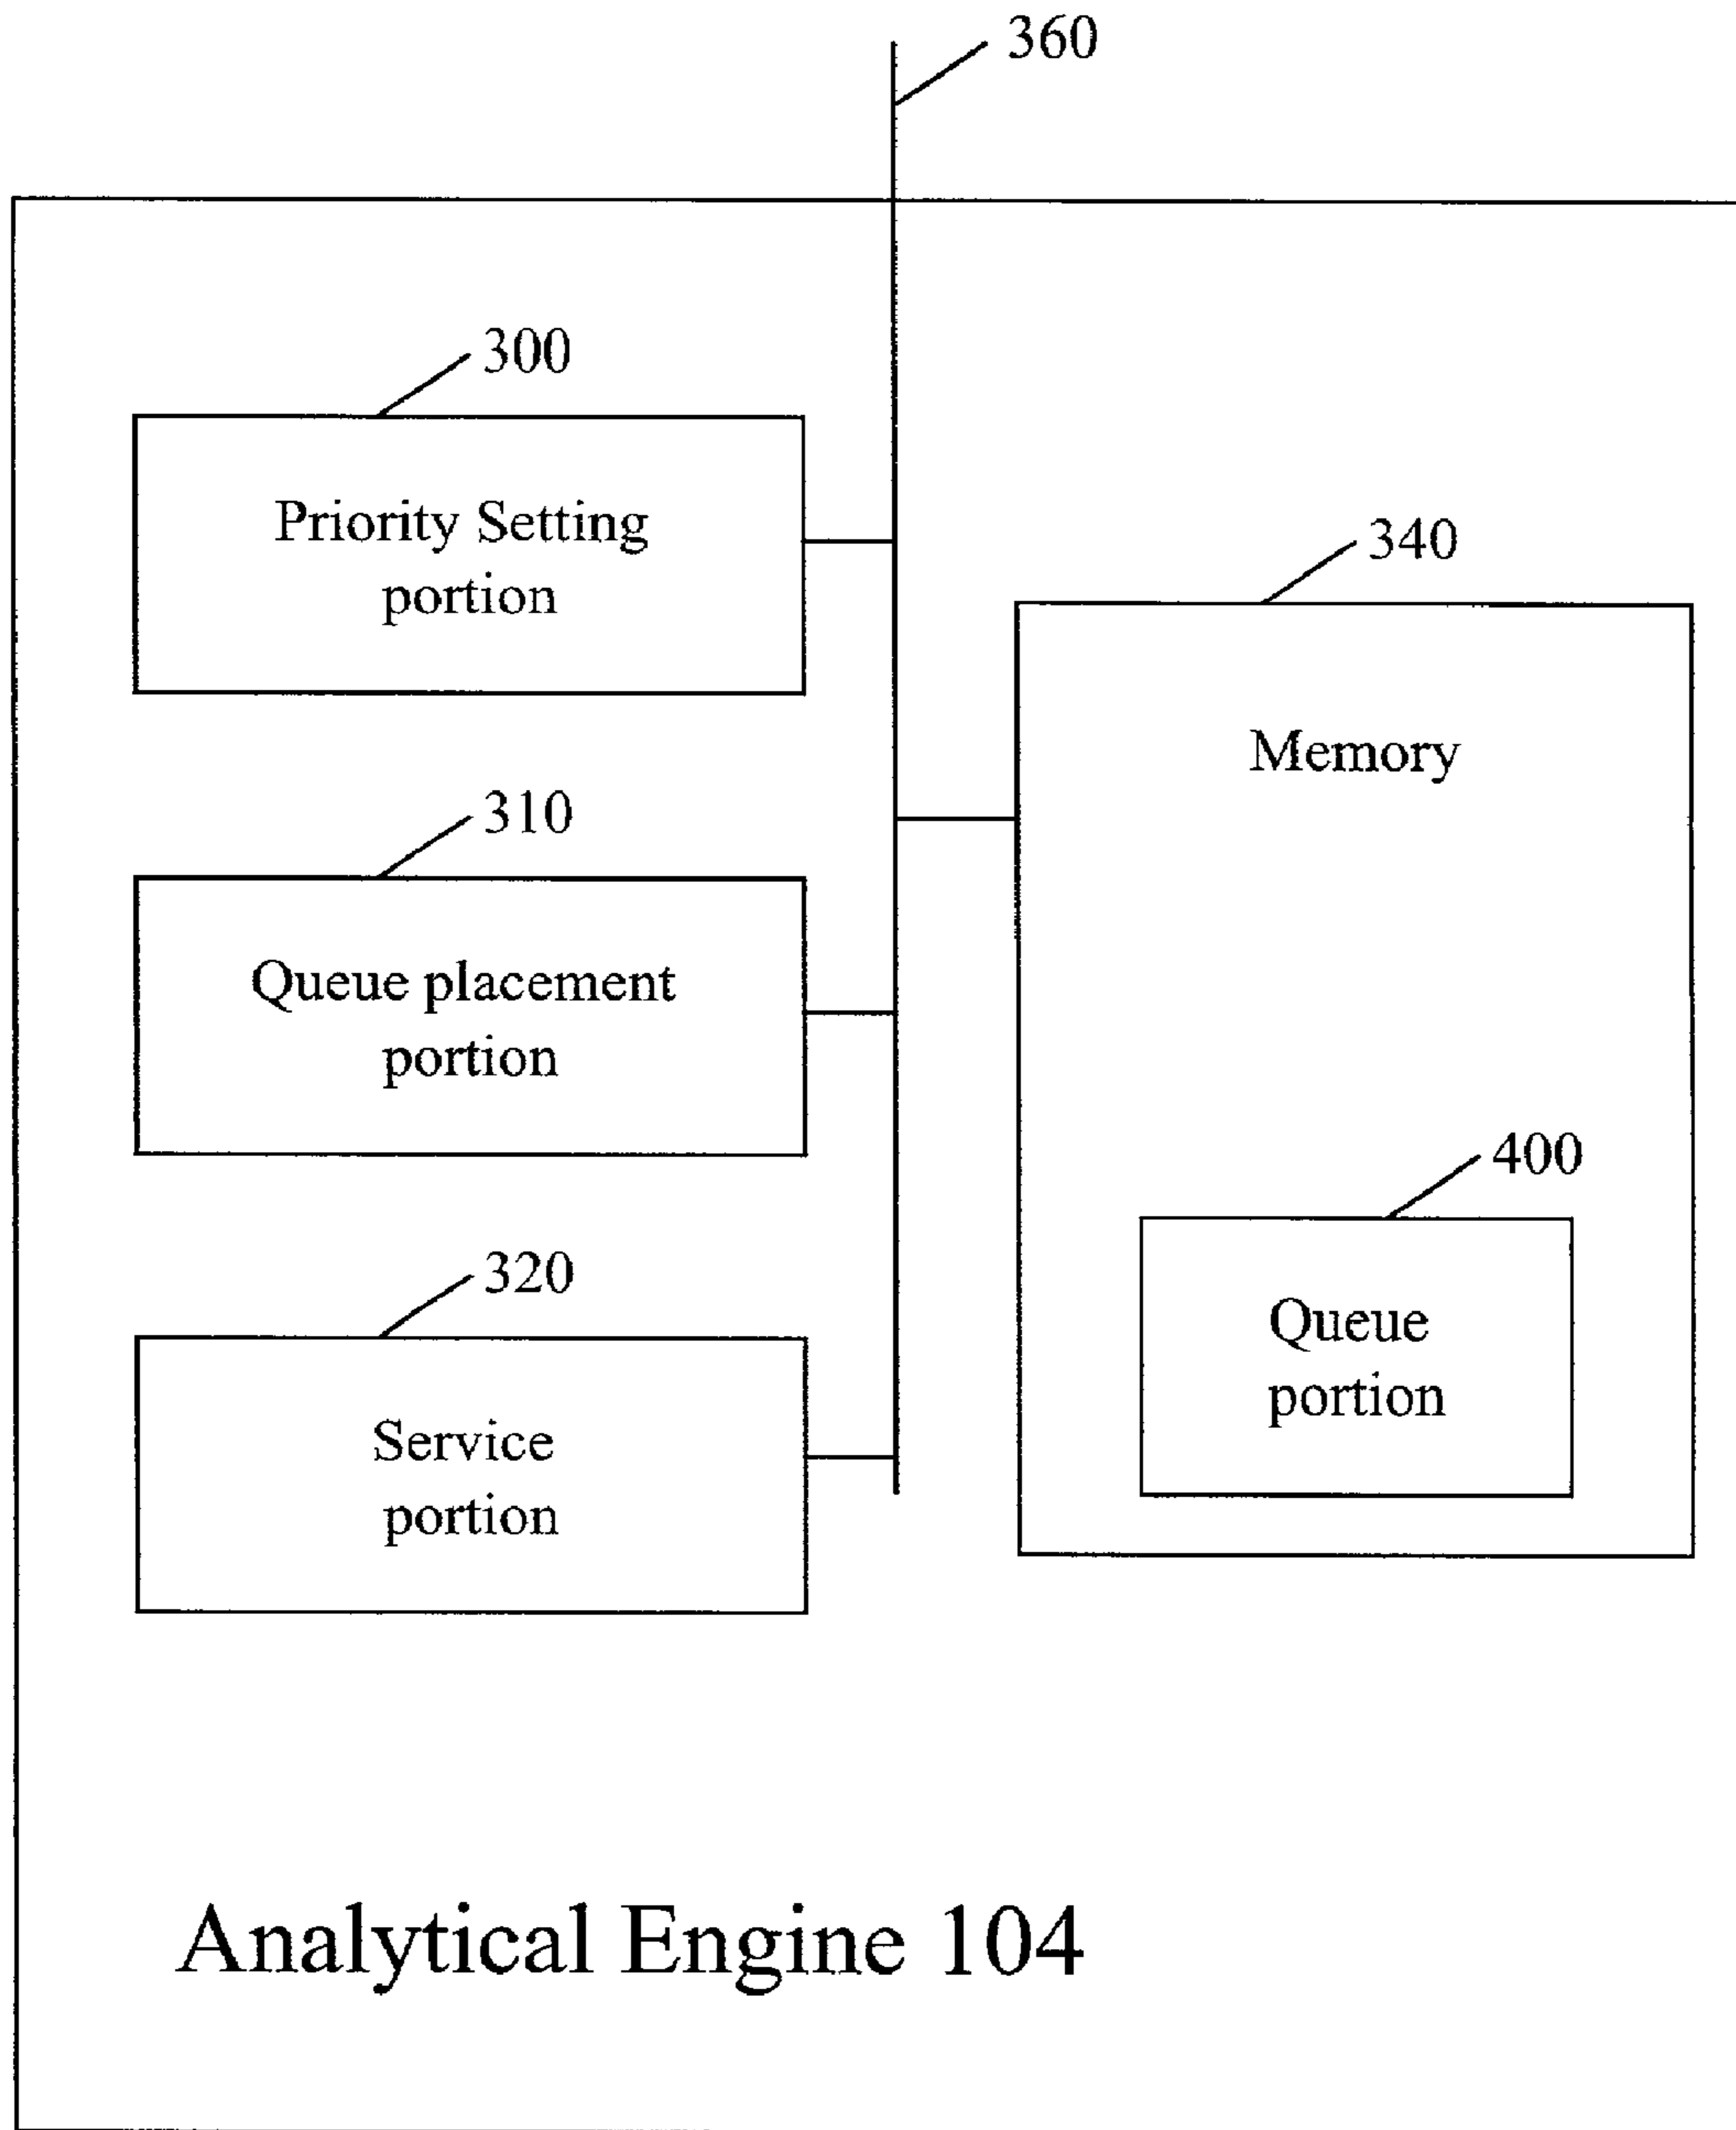 360
300
Priority Setting
portion
340
Memory
310
Queue placement
portion
400
Queue
portion
320
Service
portion
Analytical Engine 104